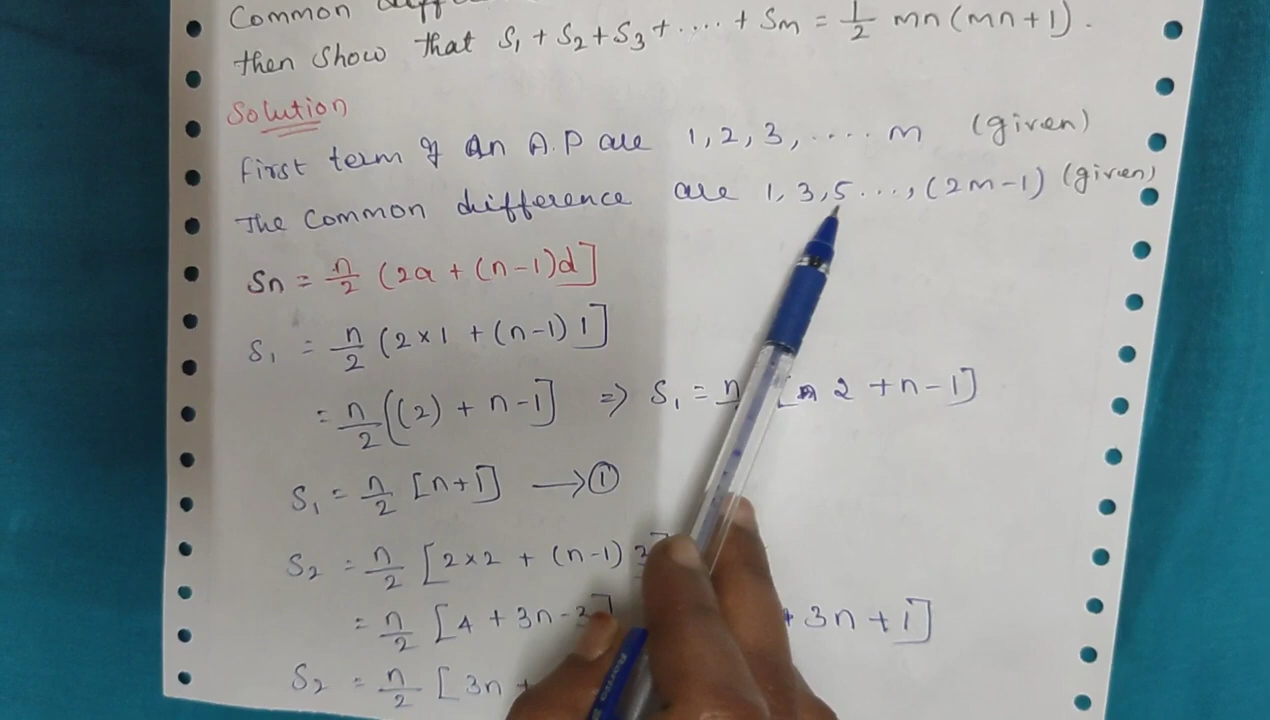 Common
then show that S₁ + S₂ + S₃ + .... + Sm = 1/2 mn (mn + 1).
Solution
First term of an A.P are 1, 2, 3, .... m (given)
The common difference are 1, 3, 5 ..., (2m-1) (given)
Sn = n/2 (2a + (n-1)d]
S₁ = n/2 (2×1 + (n-1) 1]
= n/2 ((2) + n-1] => S₁ = n [ 2 + n-1]
S₁ = n/2 [n+1] → ①
S₂ = n/2 [2×2 + (n-1) 3]
= n/2 [4 + 3n-3] + 3n + 1]
S₂ = n/2 [3n +